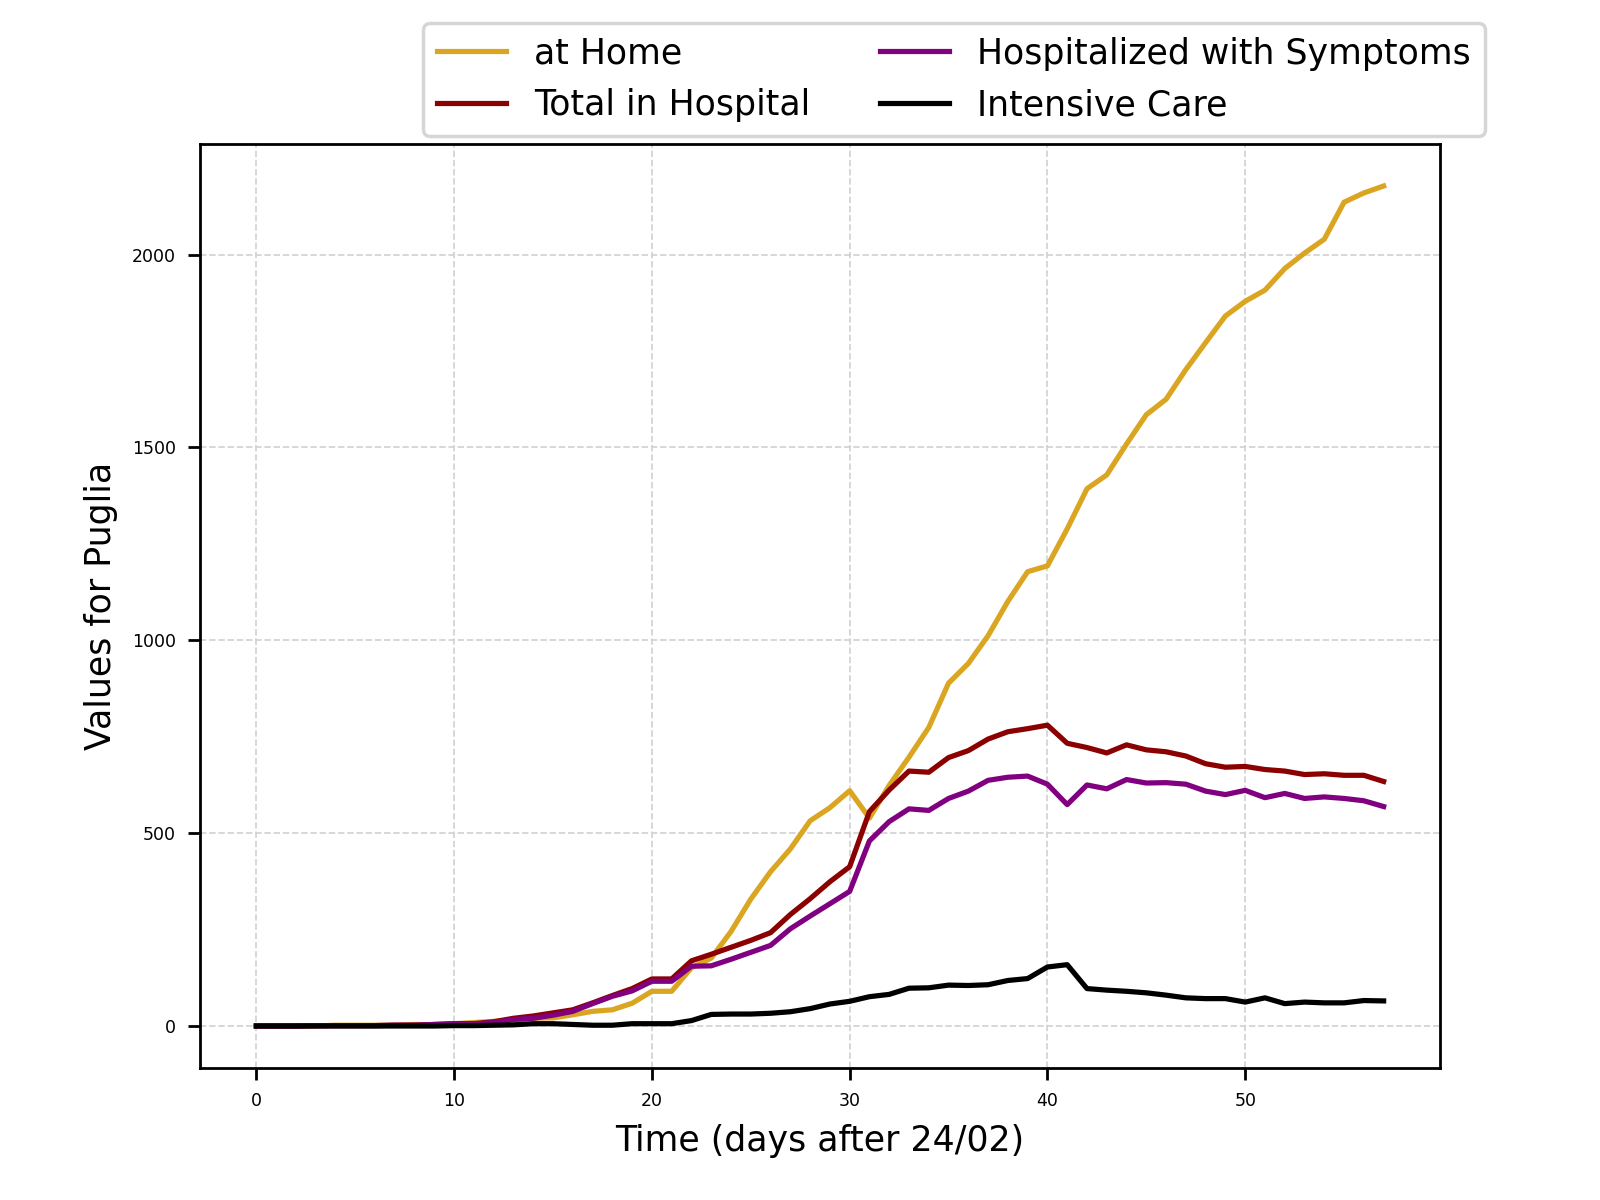 at Home
Total in Hospital
Hospitalized with Symptoms
Intensive Care
Values for Puglia
2000
1500
1000
500
0
0 10 20 30 40 50
Time (days after 24/02)